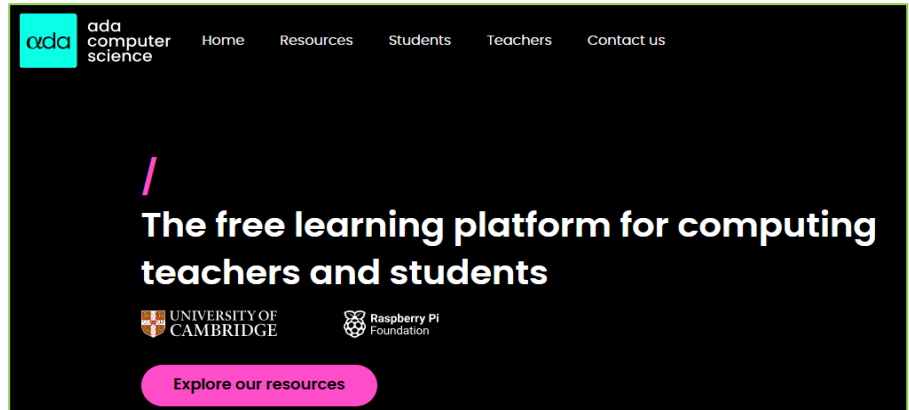 αda
ada
computer
science
Home Resources Students Teachers Contact us
/
The free learning platform for computing
teachers and students
UNIVERSITY OF
CAMBRIDGE
Raspberry Pi
Foundation
Explore our resources